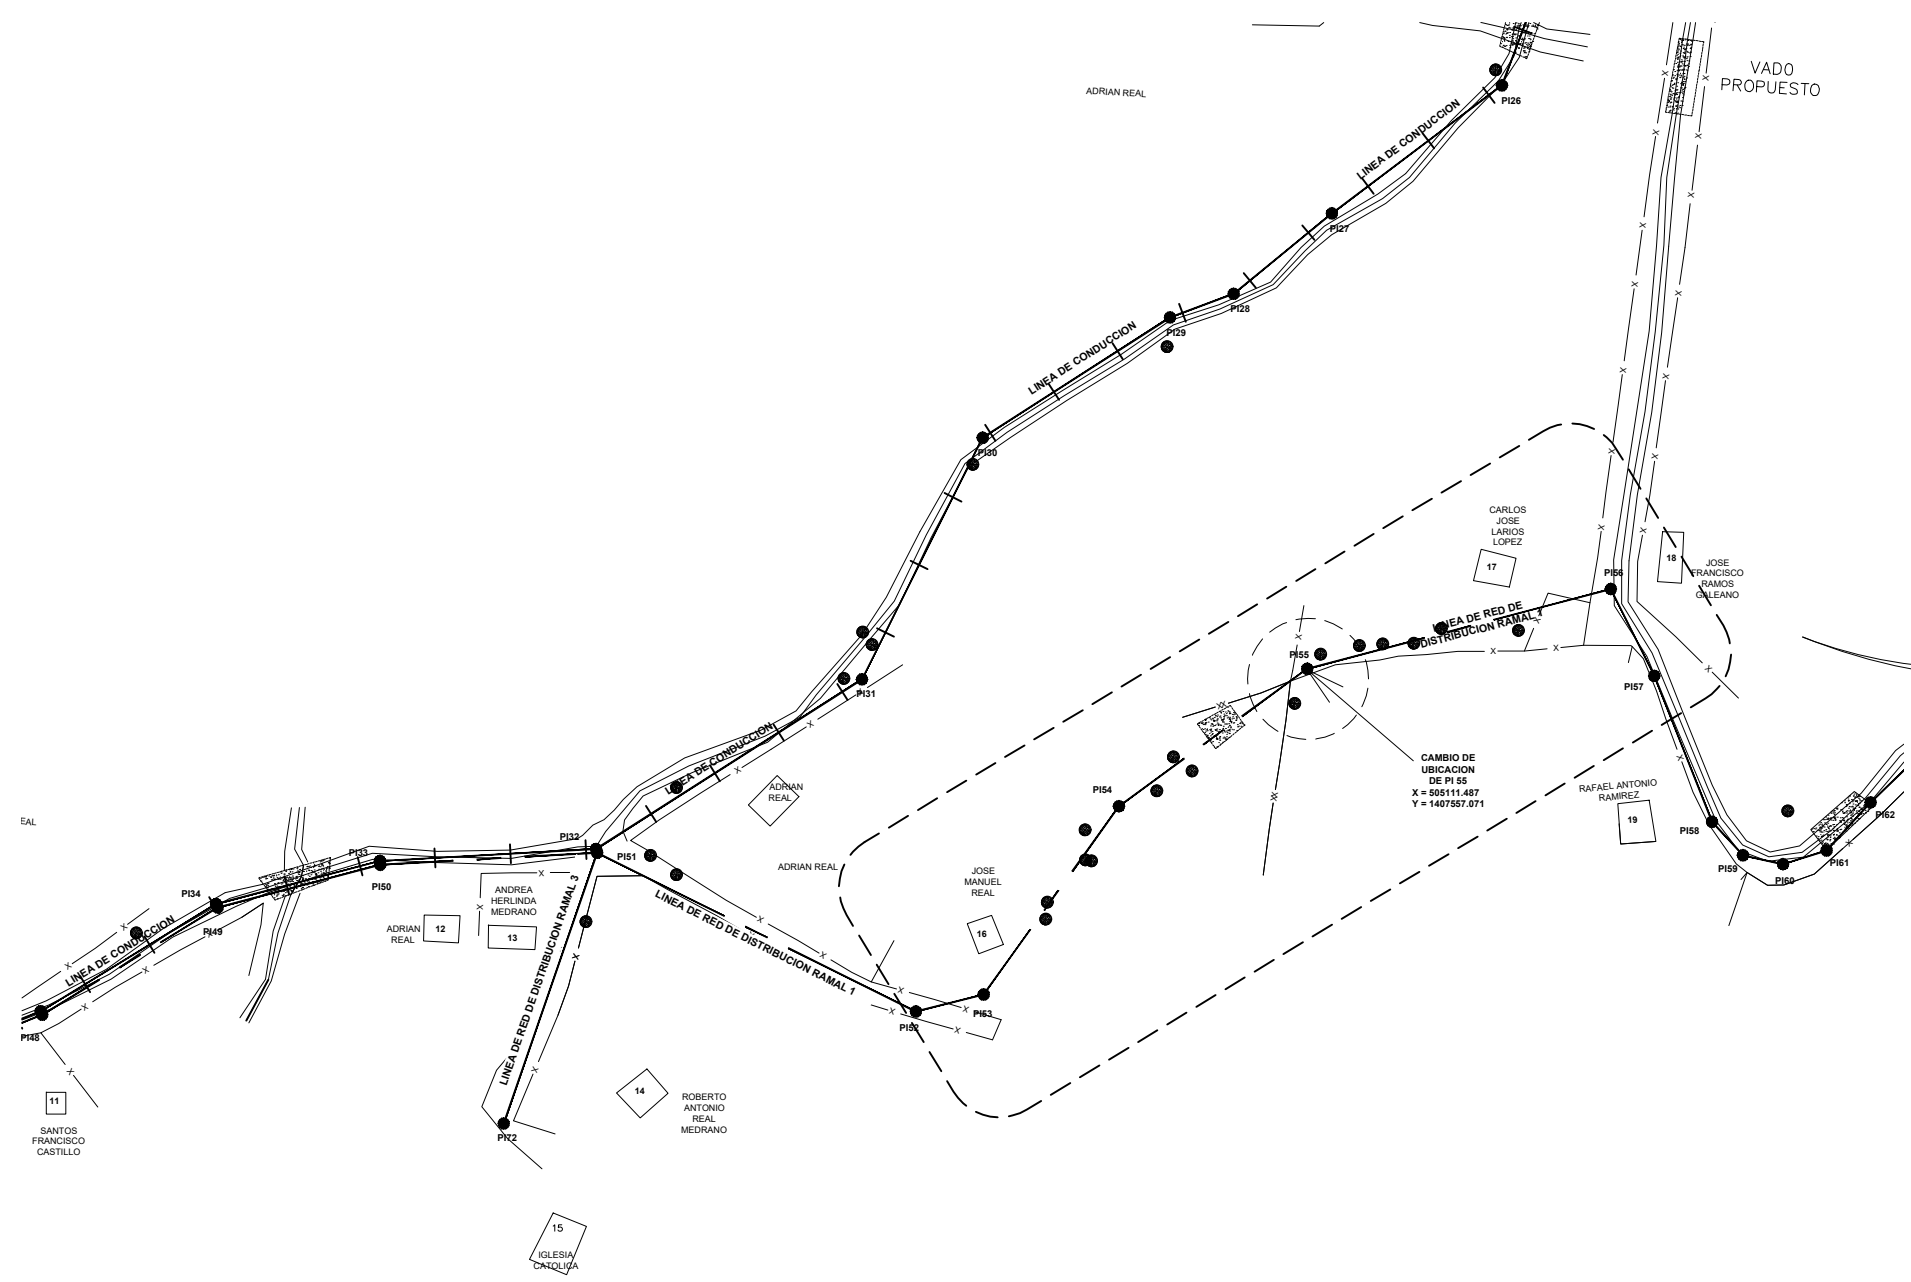 VADO
PROPUESTO
ADRIAN REAL
PI26
LINEA DE CONDUCCION
PI27
PI28
PI29
LINEA DE CONDUCCION
PI30
CARLOS
JOSE
LARIOS
LOPEZ
17
18
JOSE
FRANCISCO
RAMOS
GALEANO
PI56
LINEA DE RED DE
DISTRIBUCION RAMAL 1
PI55
PI57
PI31
LINEA DE CONDUCCION
CAMBIO DE
UBICACION
DE PI 55
X = 505111.487
Y = 1407557.071
RAFAEL ANTONIO
RAMIREZ
19
PI54
ADRIAN
REAL
PI62
PI58
PI59
PI60
PI61
EAL
PI32
PI33
PI51
PI50
ADRIAN REAL
JOSE
MANUEL
REAL
16
PI34
PI49
LINEA DE CONDUCCION
ANDREA
HERLINDA
MEDRANO
ADRIAN
REAL
12
13
LINEA DE RED DE DISTRIBUCION RAMAL 3
LINEA DE RED DE DISTRIBUCION RAMAL 1
PI53
PI52
PI48
11
SANTOS
FRANCISCO
CASTILLO
14
ROBERTO
ANTONIO
REAL
MEDRANO
PI72
15
IGLESIA
CATOLICA